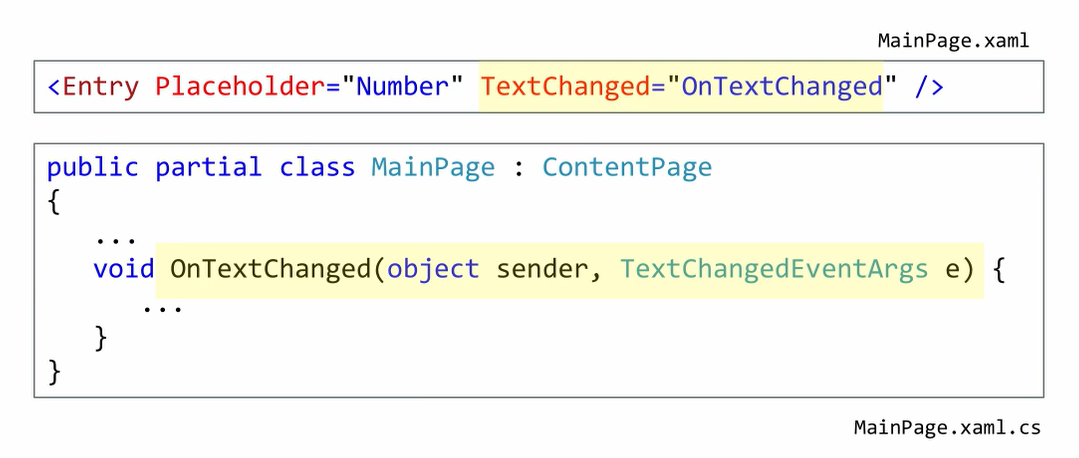 MainPage.xaml
<Entry Placeholder="Number" TextChanged="OnTextChanged" />
public partial class MainPage : ContentPage
{
...
void OnTextChanged(object sender, TextChangedEventArgs e) {
...
}
}
MainPage.xaml.cs